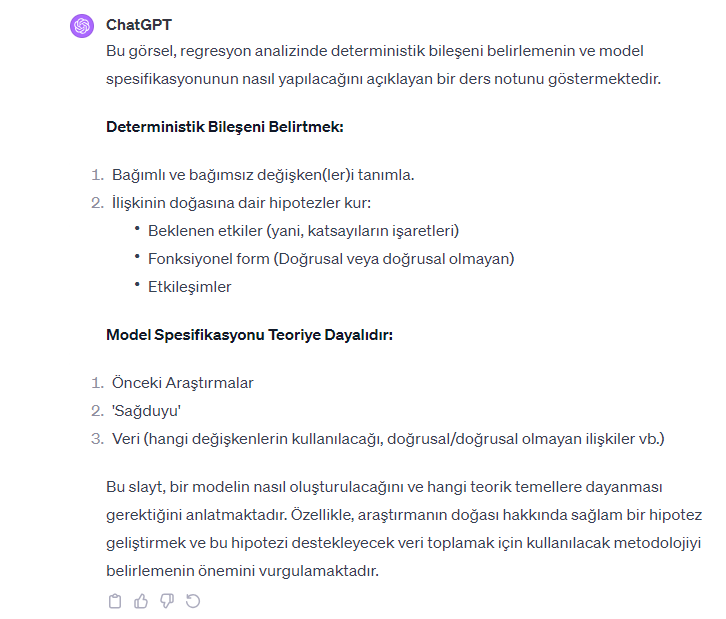 ChatGPT
Bu görsel, regresyon analizinde deterministik bileşeni belirlemenin ve model
spesifikasyonunun nasıl yapılacağını açıklayan bir ders notunu göstermektedir.
Deterministik Bileşeni Belirtmek:
1. Bağımlı ve bağımsız değişken(ler)i tanımla.
2. İlişkinin doğasına dair hipotezler kur:
• Beklenen etkiler (yani, katsayıların işaretleri)
• Fonksiyonel form (Doğrusal veya doğrusal olmayan)
• Etkileşimler
Model Spesifikasyonu Teoriye Dayalıdır:
1. Önceki Araştırmalar
2. 'Sağduyu'
3. Veri (hangi değişkenlerin kullanılacağı, doğrusal/doğrusal olmayan ilişkiler vb.)
Bu slayt, bir modelin nasıl oluşturulacağını ve hangi teorik temellere dayanması
gerektiğini anlatmaktadır. Özellikle, araştırmanın doğası hakkında sağlam bir hipotez
geliştirmek ve bu hipotezi destekleyecek veri toplamak için kullanılacak metodolojiyi
belirlemenin önemini vurgulamaktadır.